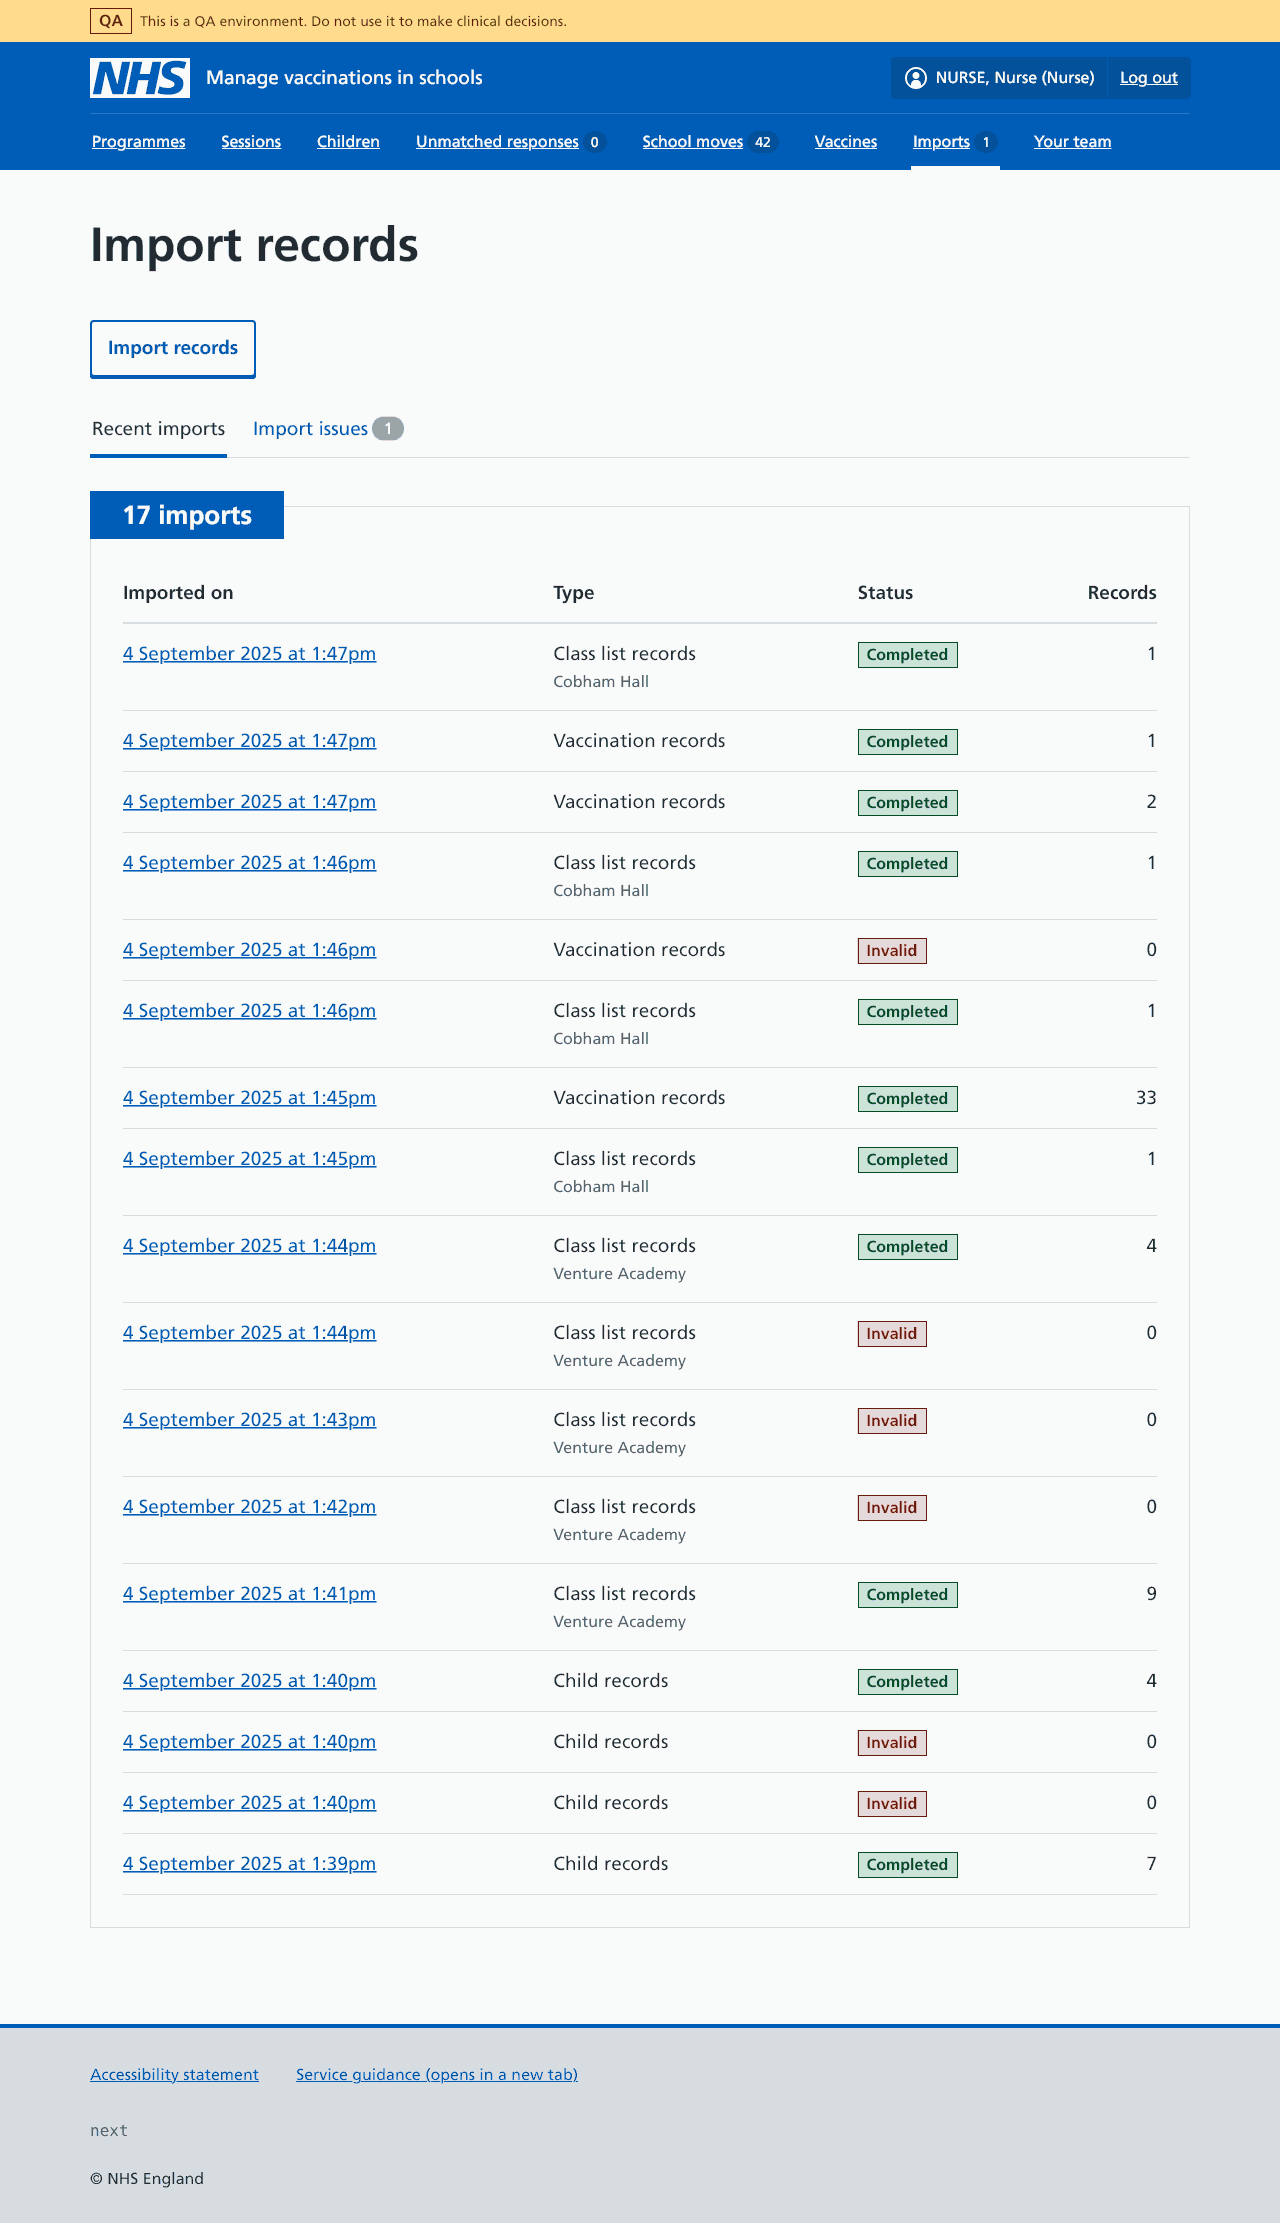 QA This is a QA environment. Do not use it to make clinical decisions.
NHS Manage vaccinations in schools NURSE, Nurse (Nurse) Log out
Programmes Sessions Children Unmatched responses 0 School moves 42 Vaccines Imports 1 Your team
Import records
Import records
Recent imports Import issues 1
17 imports
Imported on Type Status Records
4 September 2025 at 1:47pm Class list records Completed 1
Cobham Hall
4 September 2025 at 1:47pm Vaccination records Completed 1
4 September 2025 at 1:47pm Vaccination records Completed 2
4 September 2025 at 1:46pm Class list records Completed 1
Cobham Hall
4 September 2025 at 1:46pm Vaccination records Invalid 0
4 September 2025 at 1:46pm Class list records Completed 1
Cobham Hall
4 September 2025 at 1:45pm Vaccination records Completed 33
4 September 2025 at 1:45pm Class list records Completed 1
Cobham Hall
4 September 2025 at 1:44pm Class list records Completed 4
Venture Academy
4 September 2025 at 1:44pm Class list records Invalid 0
Venture Academy
4 September 2025 at 1:43pm Class list records Invalid 0
Venture Academy
4 September 2025 at 1:42pm Class list records Invalid 0
Venture Academy
4 September 2025 at 1:41pm Class list records Completed 9
Venture Academy
4 September 2025 at 1:40pm Child records Completed 4
4 September 2025 at 1:40pm Child records Invalid 0
4 September 2025 at 1:40pm Child records Invalid 0
4 September 2025 at 1:39pm Child records Completed 7
Accessibility statement Service guidance (opens in a new tab)
next
© NHS England